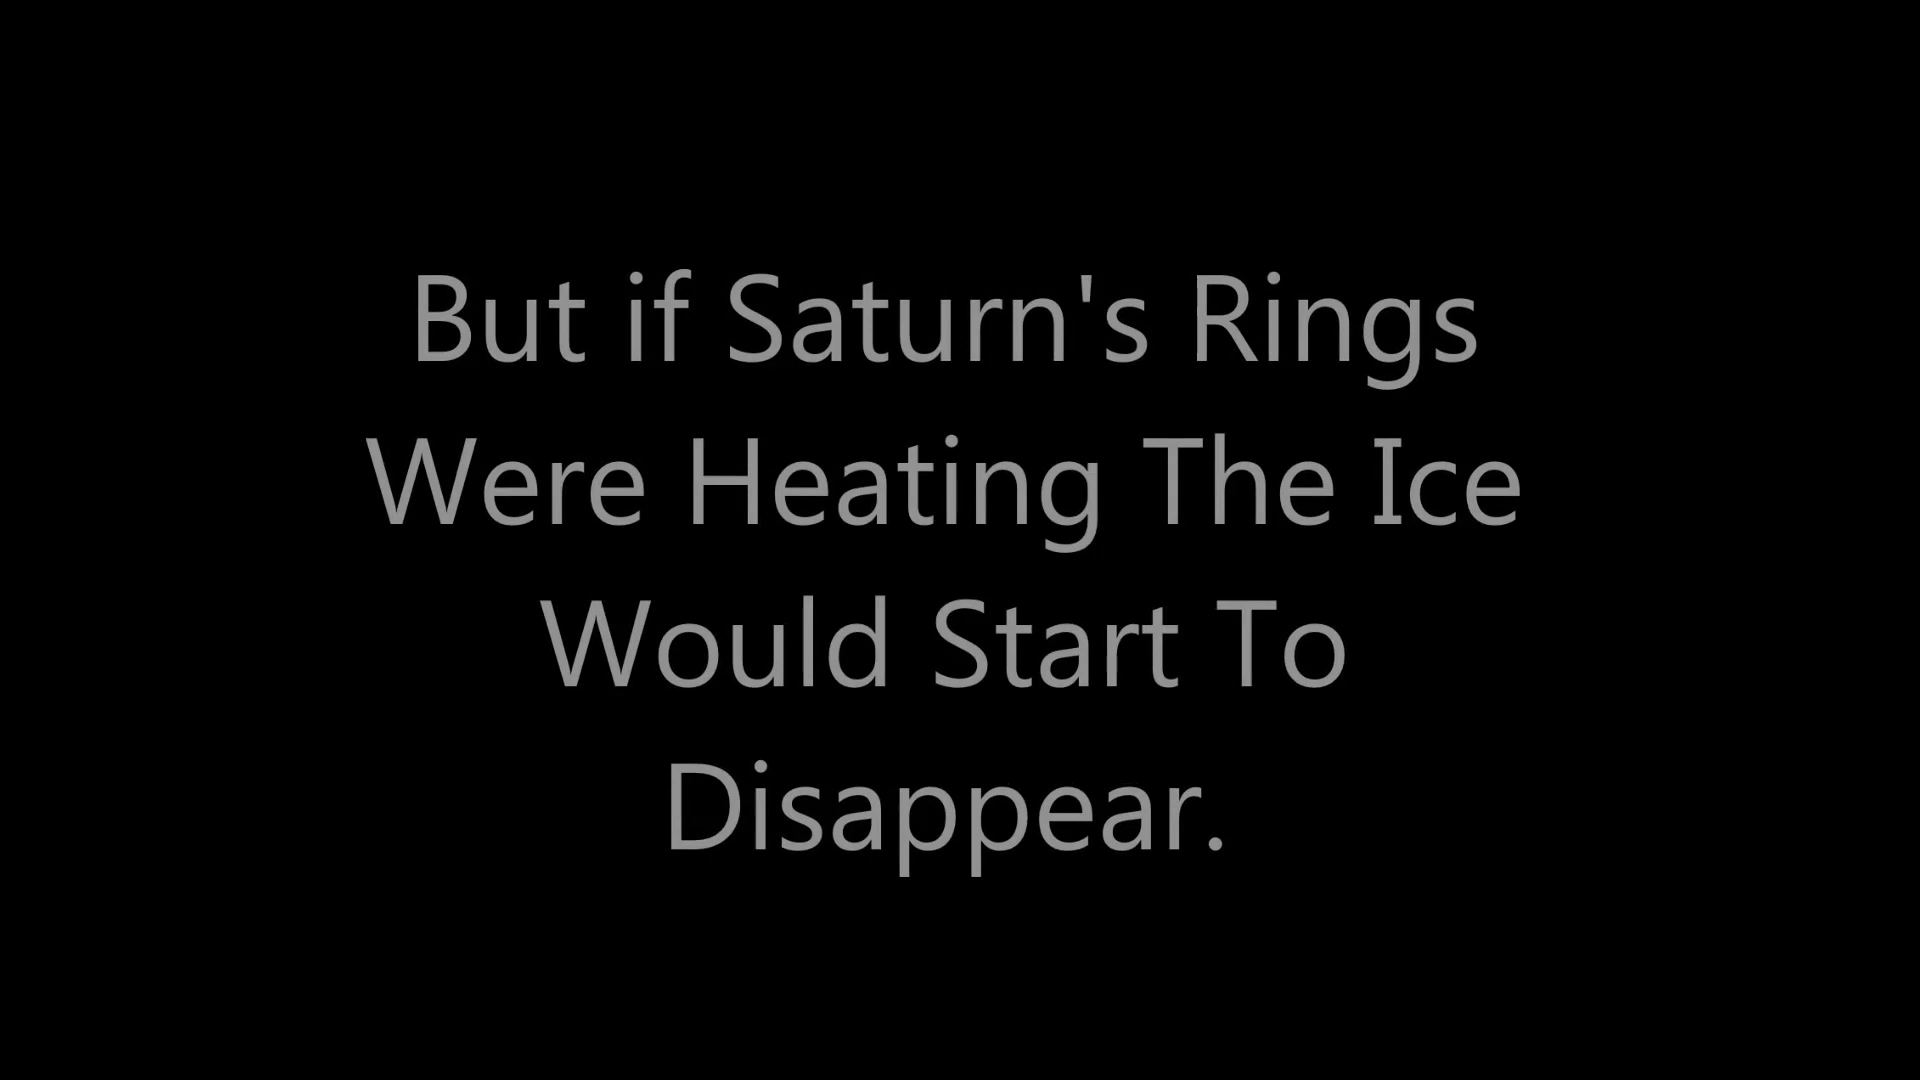 But if Saturn's Rings
Were Heating The Ice
Would Start To
Disappear.